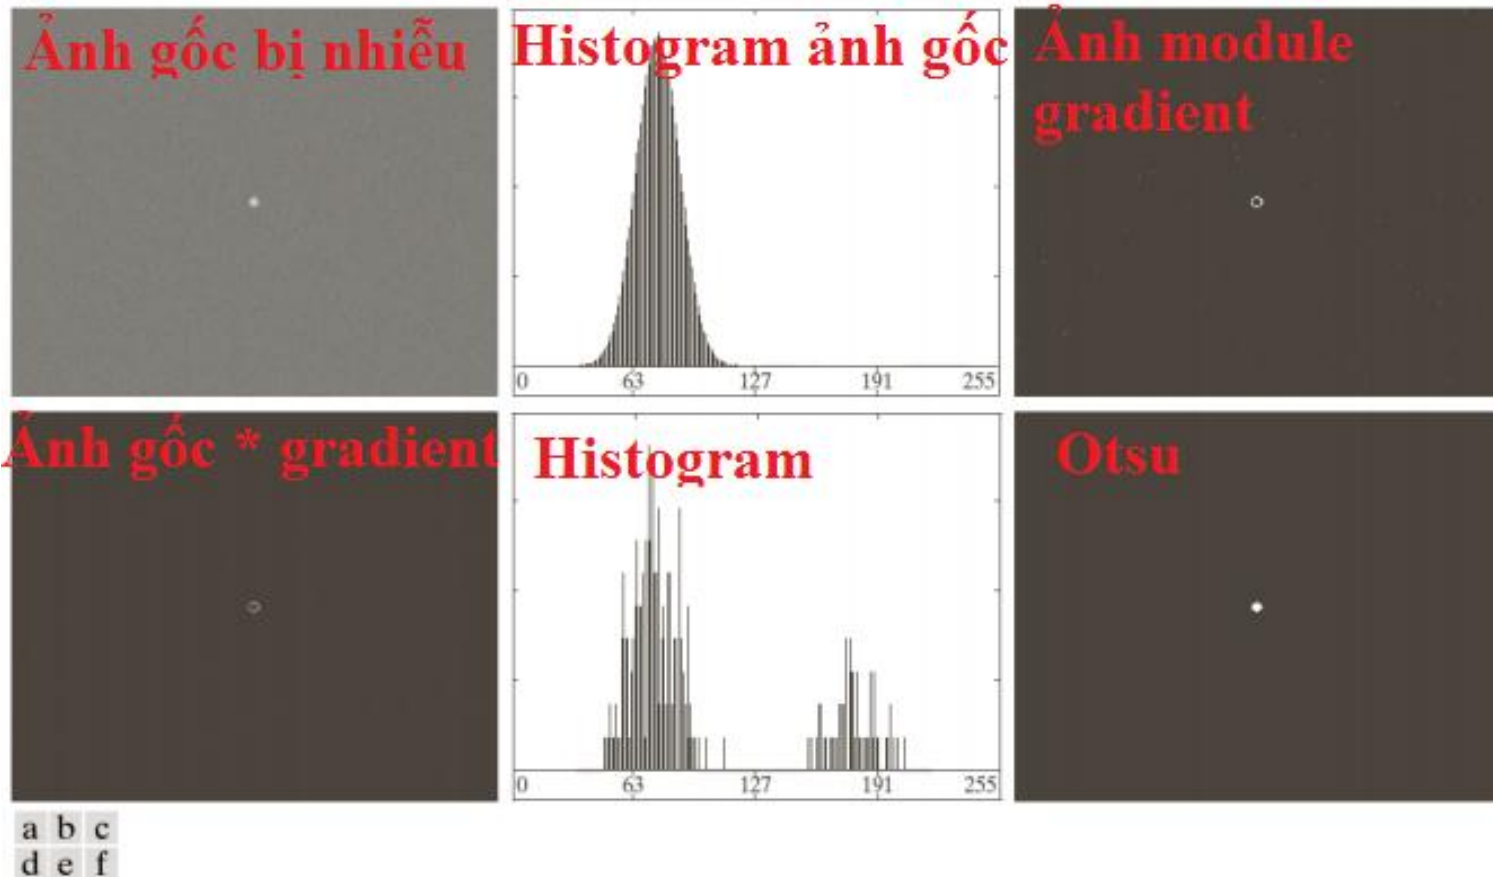 Ảnh gốc bị nhiễu
Histogram ảnh gốc
Ảnh module
gradient
0 63 127 191 255
Ảnh gốc * gradient
Histogram
Otsu
0 63 127 191 255
a b c
d e f